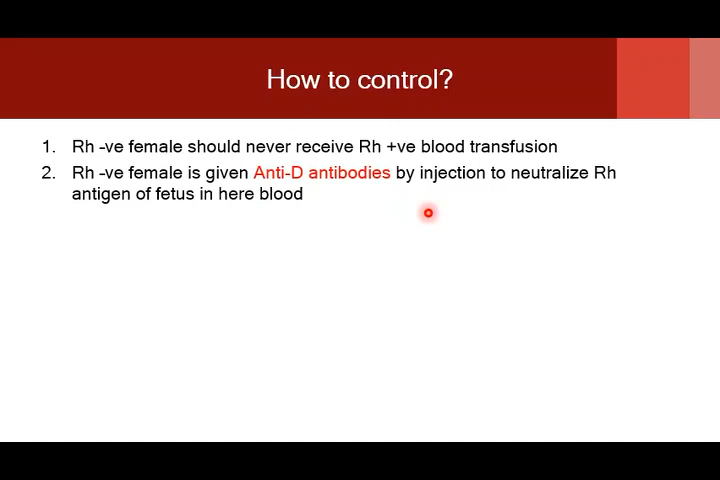 How to control?
1. Rh –ve female should never receive Rh +ve blood transfusion
2. Rh –ve female is given Anti-D antibodies by injection to neutralize Rh
antigen of fetus in here blood